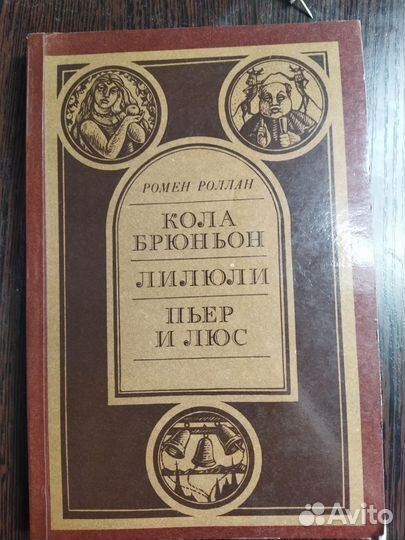 РОМЕН РОЛЛАН
КОЛА
БРЮНЬОН
ЛИЛЮЛИ
ПЬЕР
И ЛЮС
Avito